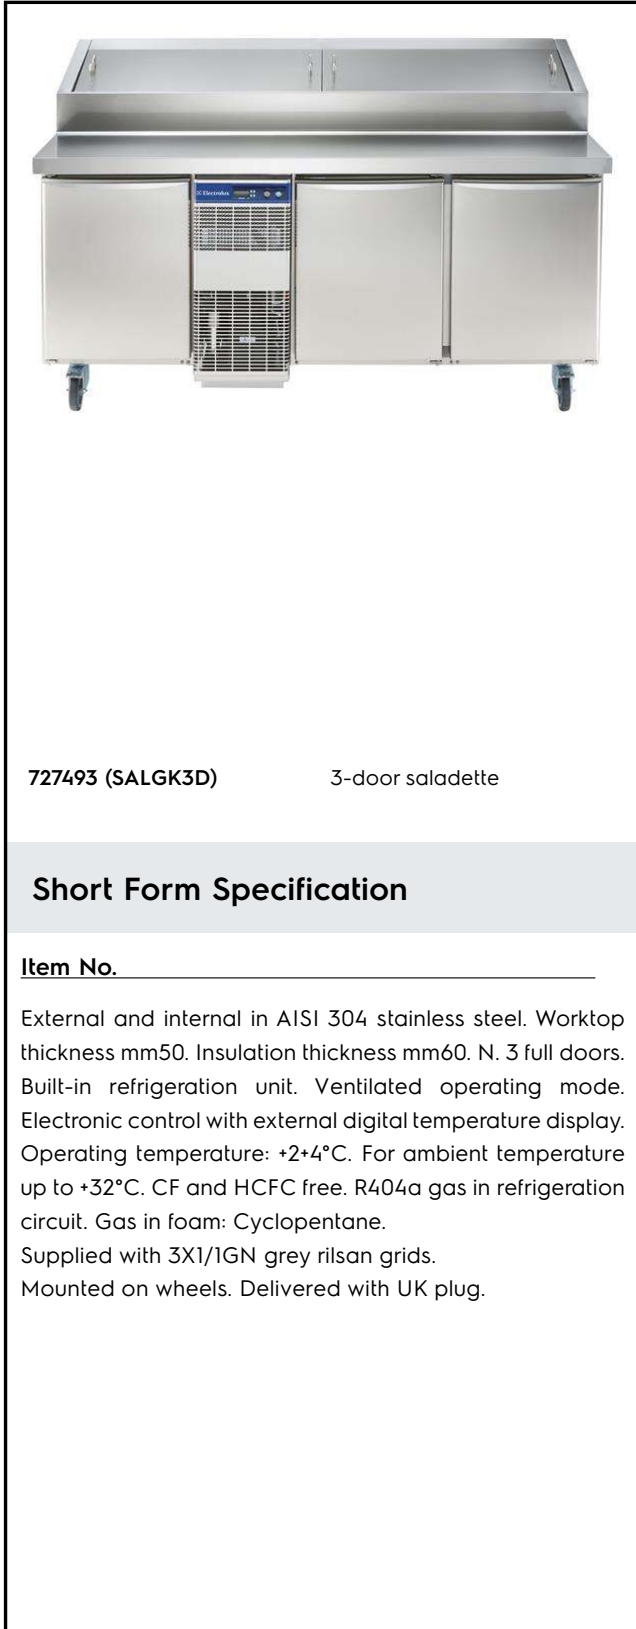 Electrolux
727493 (SALGK3D) 3-door saladette
Short Form Specification
Item No.
External and internal in AISI 304 stainless steel. Worktop
thickness mm50. Insulation thickness mm60. N. 3 full doors.
Built-in refrigeration unit. Ventilated operating mode.
Electronic control with external digital temperature display.
Operating temperature: +2+4°C. For ambient temperature
up to +32°C. CF and HCFC free. R404a gas in refrigeration
circuit. Gas in foam: Cyclopentane.
Supplied with 3X1/1GN grey rilsan grids.
Mounted on wheels. Delivered with UK plug.